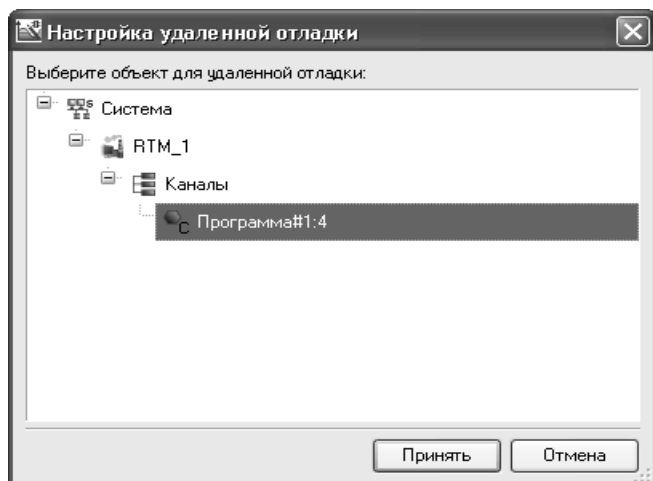 Настройка удаленной отладки
Выберите объект для удаленной отладки:
Система
RTM_1
Каналы
Программа#1:4
Принять Отмена